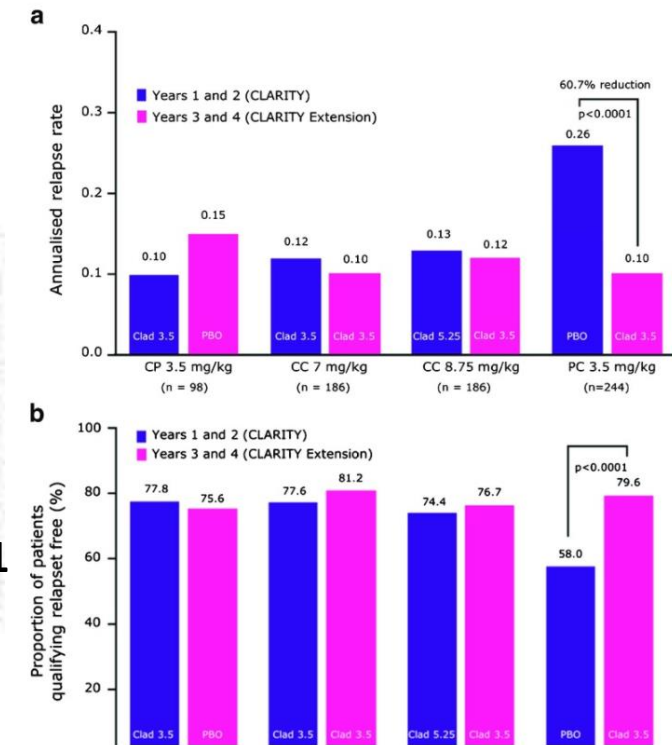 a
0.4
60.7% reduction
Years 1 and 2 (CLARITY)
Years 3 and 4 (CLARITY Extension)
p<0.0001
0.3
0.26
Annualised relapse rate
0.2
0.15
0.13
0.12
0.12
0.10
0.10
0.10
0.1
Clad 3.5 PBO Clad 3.5 Clad 3.5 Clad 5.25 Clad 3.5 PBO Clad 3.5
0.0
CP 3.5 mg/kg CC 7 mg/kg CC 8.75 mg/kg PC 3.5 mg/kg
(n = 98) (n = 186) (n = 186) (n=244)
b
100
Years 1 and 2 (CLARITY)
Years 3 and 4 (CLARITY Extension)
p<0.0001
Proportion of patients
qualifying relapset free (%)
80
77.8 75.6 77.6 81.2 74.4 76.7 58.0 79.6
60
40
20
Clad 3.5 PBO Clad 3.5 Clad 3.5 Clad 5.25 Clad 3.5 PBO Clad 3.5